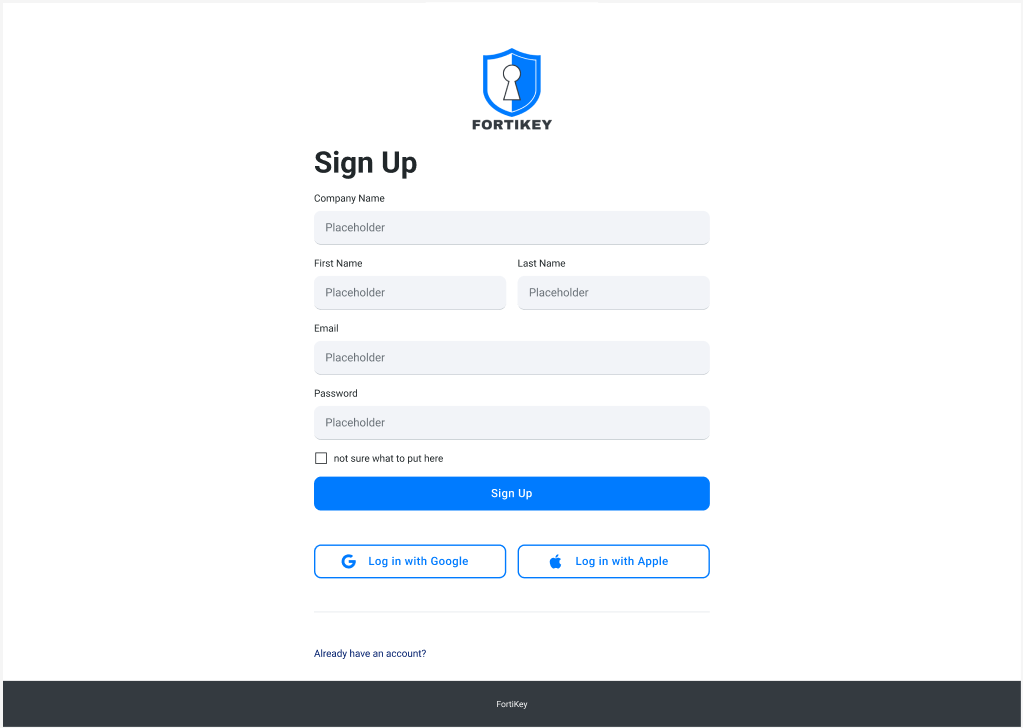 FORTIKEY
Sign Up
Company Name
Placeholder
First Name Last Name
Placeholder Placeholder
Email
Placeholder
Password
Placeholder
not sure what to put here
Sign Up
Log in with Google Log in with Apple
Already have an account?
FortiKey